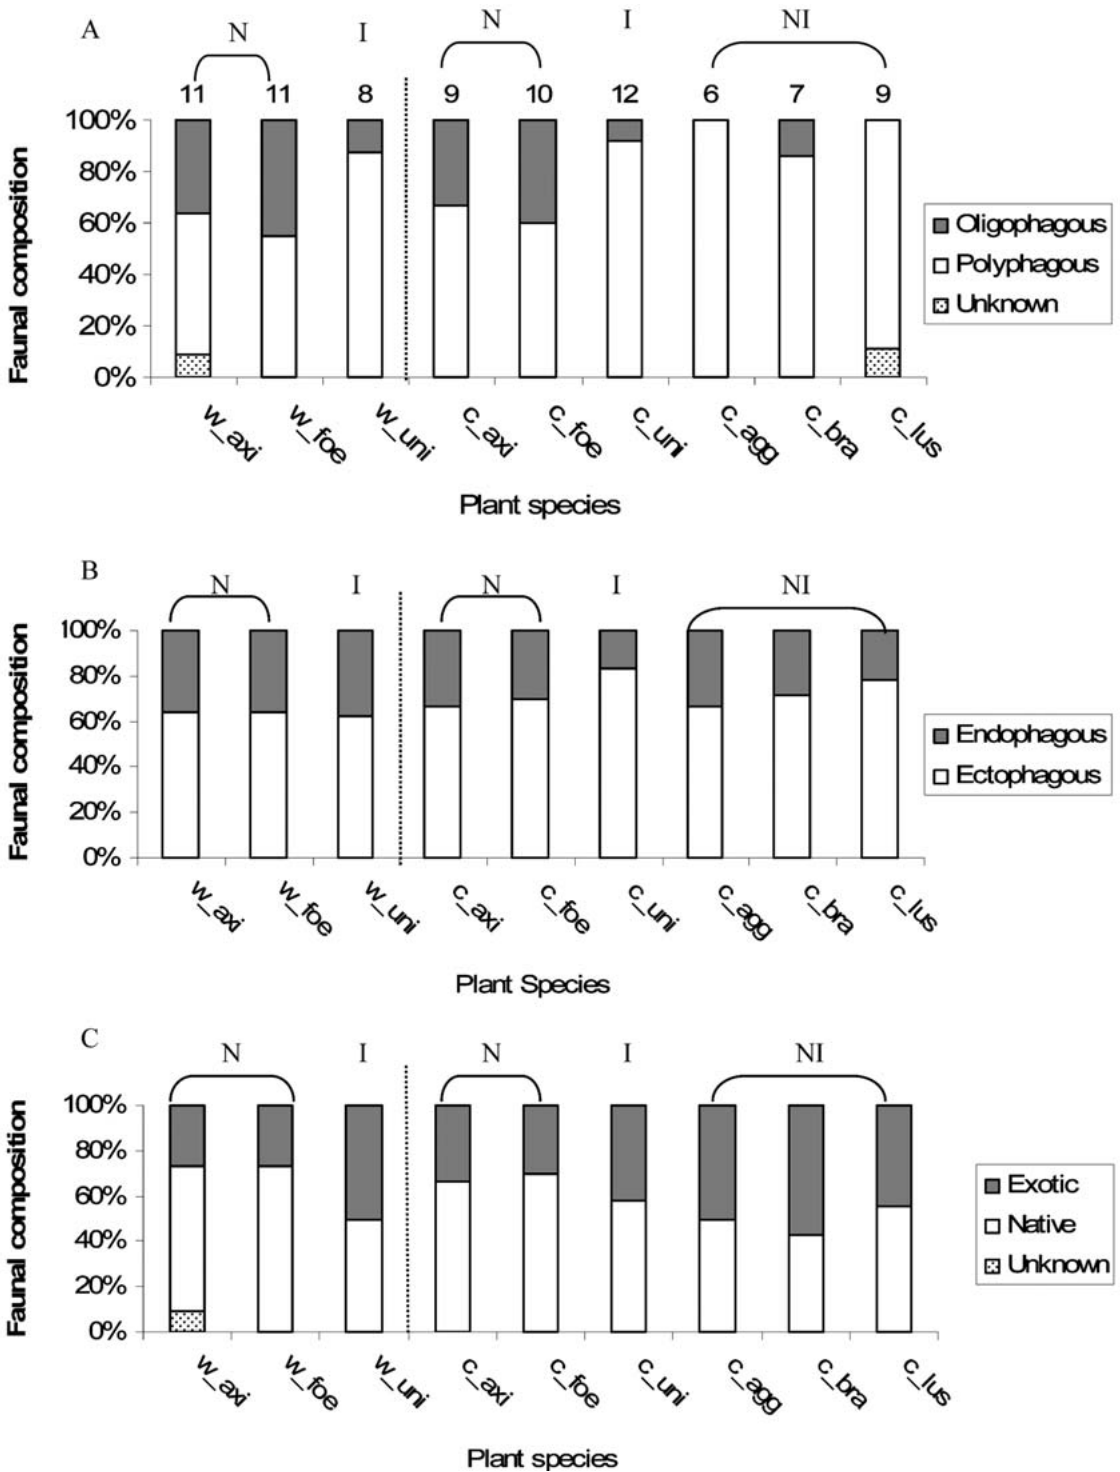 A
N I N I NI
11 11 8 9 10 12 6 7 9
100%
80%
60%
40%
20%
0%
Faunal composition
w_axi w_foe w_uni c_axi c_foe c_uni c_agg c_bra c_lus
Plant species
Oligophagous
Polyphagous
Unknown
B
N I N I NI
100%
80%
60%
40%
20%
0%
Faunal composition
w_axi w_foe w_uni c_axi c_foe c_uni c_agg c_bra c_lus
Plant Species
Endophagous
Ectophagous
C
N I N I NI
100%
80%
60%
40%
20%
0%
Faunal composition
w_axi w_foe w_uni c_axi c_foe c_uni c_agg c_bra c_lus
Plant species
Exotic
Native
Unknown